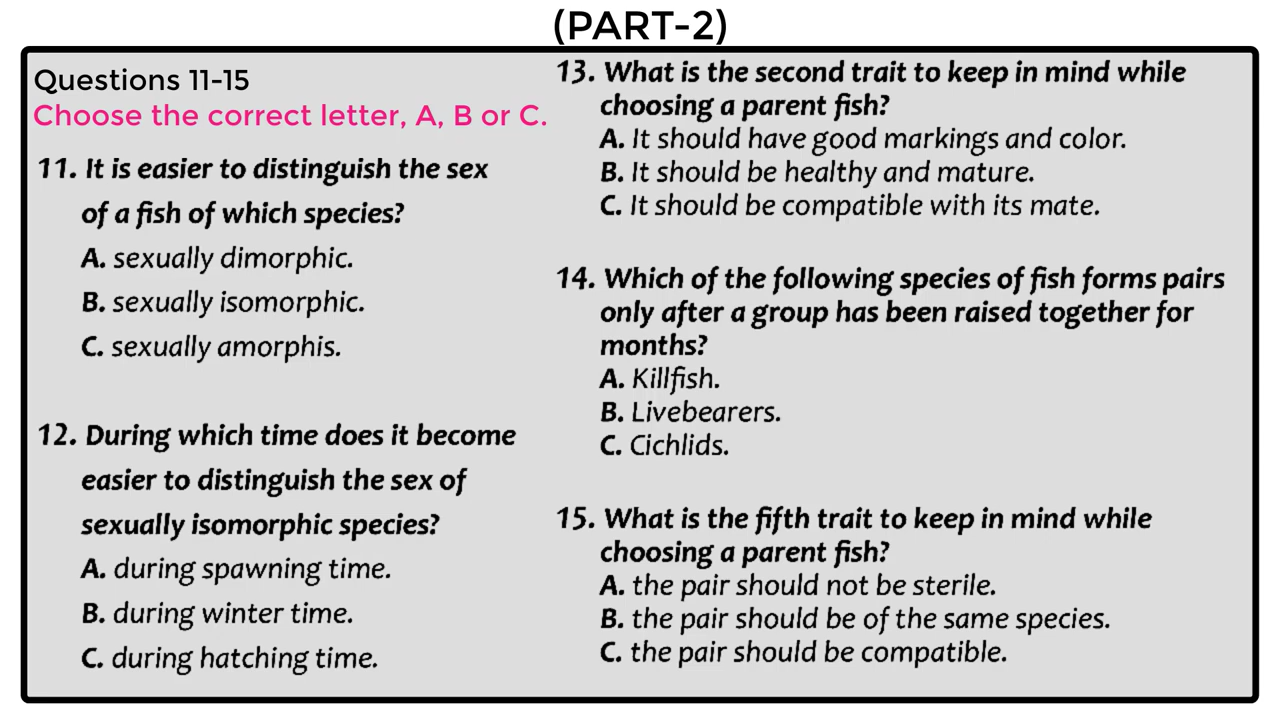 (PART-2)
Questions 11-15
Choose the correct letter, A, B or C.
11. It is easier to distinguish the sex
of a fish of which species?
A. sexually dimorphic.
B. sexually isomorphic.
C. sexually amorphis.
12. During which time does it become
easier to distinguish the sex of
sexually isomorphic species?
A. during spawning time.
B. during winter time.
C. during hatching time.
13. What is the second trait to keep in mind while
choosing a parent fish?
A. It should have good markings and color.
B. It should be healthy and mature.
C. It should be compatible with its mate.
14. Which of the following species of fish forms pairs
only after a group has been raised together for
months?
A. Killfish.
B. Livebearers.
C. Cichlids.
15. What is the fifth trait to keep in mind while
choosing a parent fish?
A. the pair should not be sterile.
B. the pair should be of the same species.
C. the pair should be compatible.